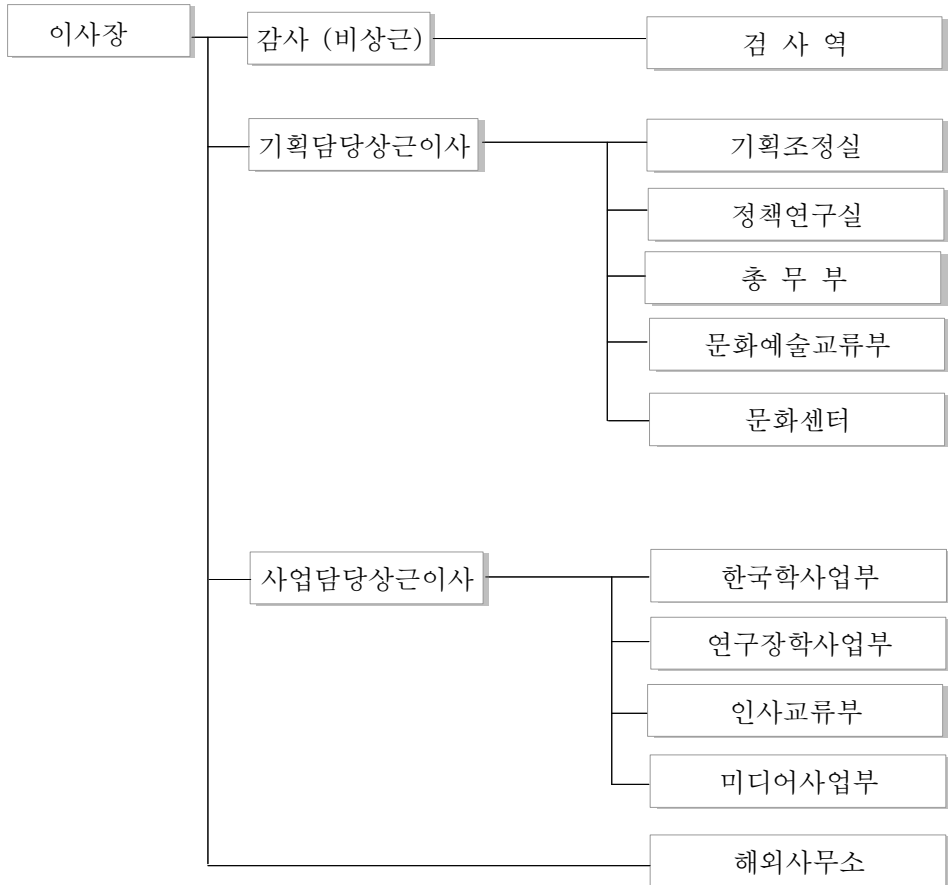 이사장
감사 (비상근)
검 사 역
기획담당상근이사
기획조정실
정책연구실
총 무 부
문화예술교류부
문화센터
사업담당상근이사
한국학사업부
연구장학사업부
인사교류부
미디어사업부
해외사무소